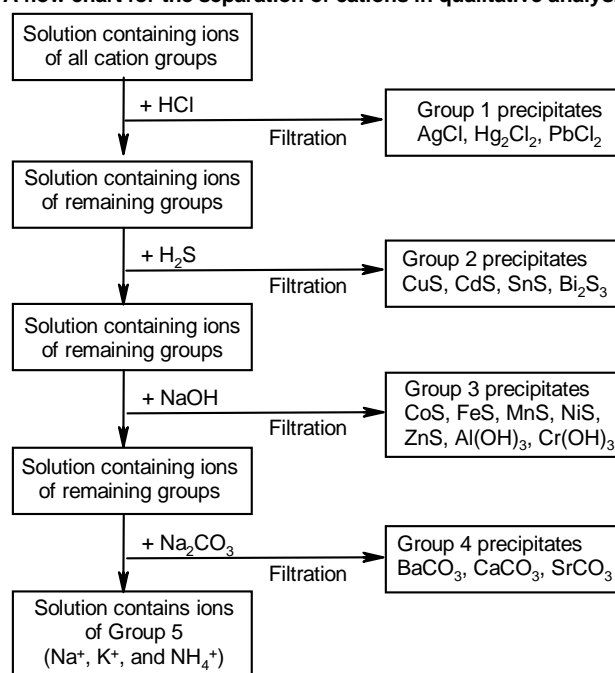 A flow chart for the separation of cations in qualitative
Solution containing ions
of all cation groups
+ HCl
Filtration
Group 1 precipitates
AgCl, Hg₂Cl₂, PbCl₂
Solution containing ions
of remaining groups
+ H₂S
Filtration
Group 2 precipitates
CuS, CdS, SnS, Bi₂S₃
Solution containing ions
of remaining groups
+ NaOH
Filtration
Group 3 precipitates
CoS, FeS, MnS, NiS,
ZnS, Al(OH)₃, Cr(OH)₃
Solution containing ions
of remaining groups
+ Na₂CO₃
Filtration
Group 4 precipitates
BaCO₃, CaCO₃, SrCO₃
Solution contains ions
of Group 5
(Na⁺, K⁺, and NH₄⁺)